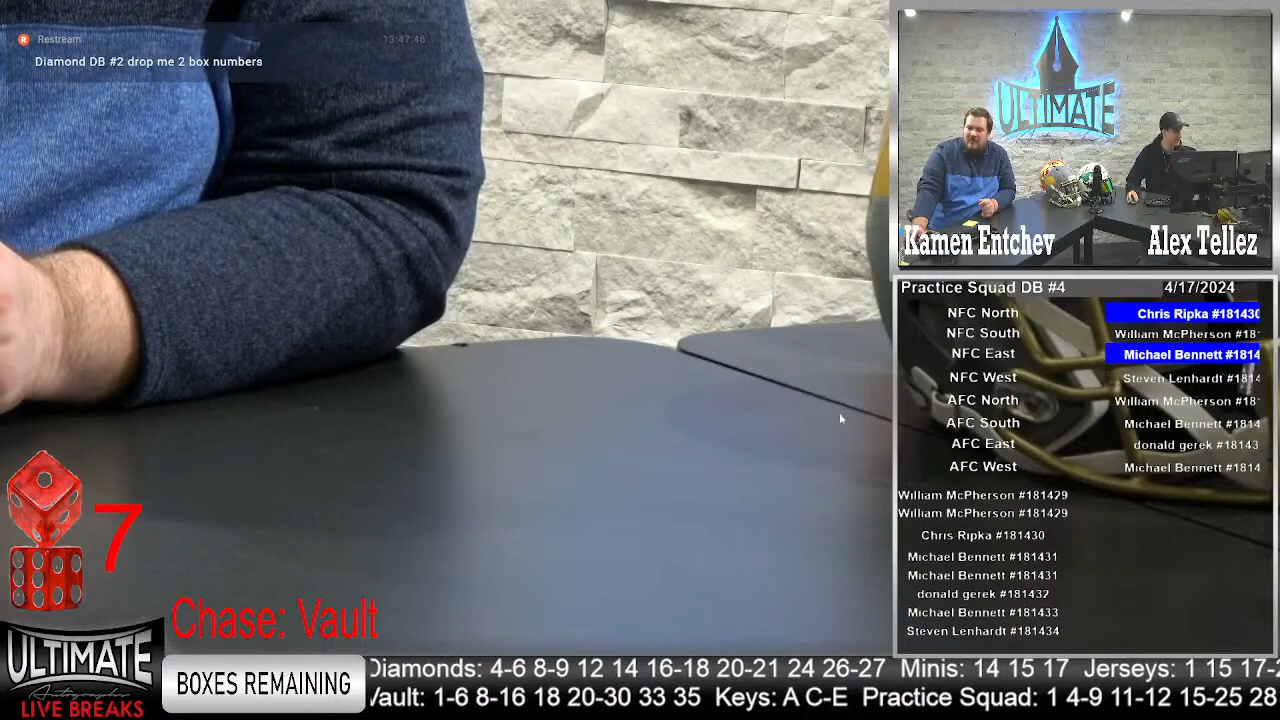 Restream
13:47:46
Diamond DB #2 drop me 2 box numbers
ULTIMATE
Kamen Entchev
Alex Tellez
Practice Squad DB #4 4/17/2024
NFC North Chris Ripka #181430
NFC South William McPherson #18
NFC East Michael Bennett #1814
NFC West Steven Lenhardt #1814
AFC North William McPherson #18
AFC South Michael Bennett #1814
AFC East donald gerek #18143
AFC West Michael Bennett #1814
William McPherson #181429
William McPherson #181429
Chris Ripka #181430
Michael Bennett #181431
Michael Bennett #181431
donald gerek #181432
Michael Bennett #181433
Steven Lenhardt #181434
7
Chase: Vault
ULTIMATE
Autographs
LIVE BREAKS
BOXES REMAINING
Diamonds: 4-6 8-9 12 14 16-18 20-21 24 26-27 Minis: 14 15 17 Jerseys: 1 15 17-2
Vault: 1-6 8-16 18 20-30 33 35 Keys: A C-E Practice Squad: 1 4-9 11-12 15-25 28